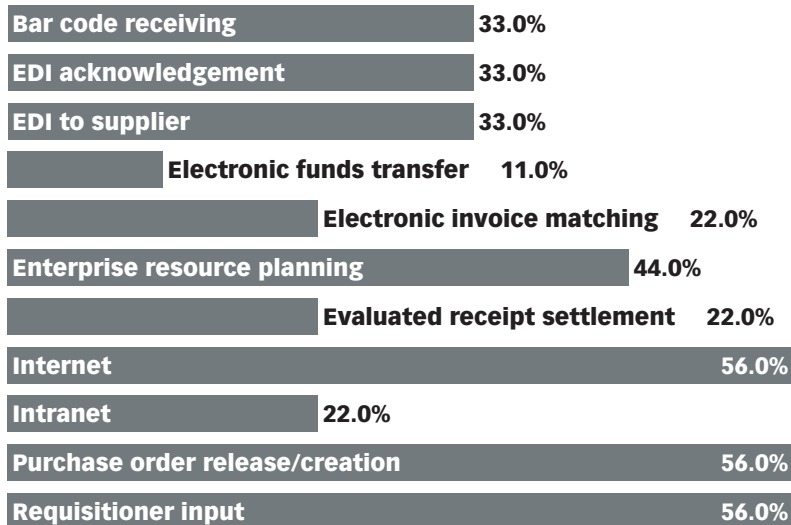 Bar code receiving 33.0%
EDI acknowledgement 33.0%
EDI to supplier 33.0%
Electronic funds transfer 11.0%
Electronic invoice matching 22.0%
Enterprise resource planning 44.0%
Evaluated receipt settlement 22.0%
Internet 56.0%
Intranet 22.0%
Purchase order release/creation 56.0%
Requisitioner input 56.0%